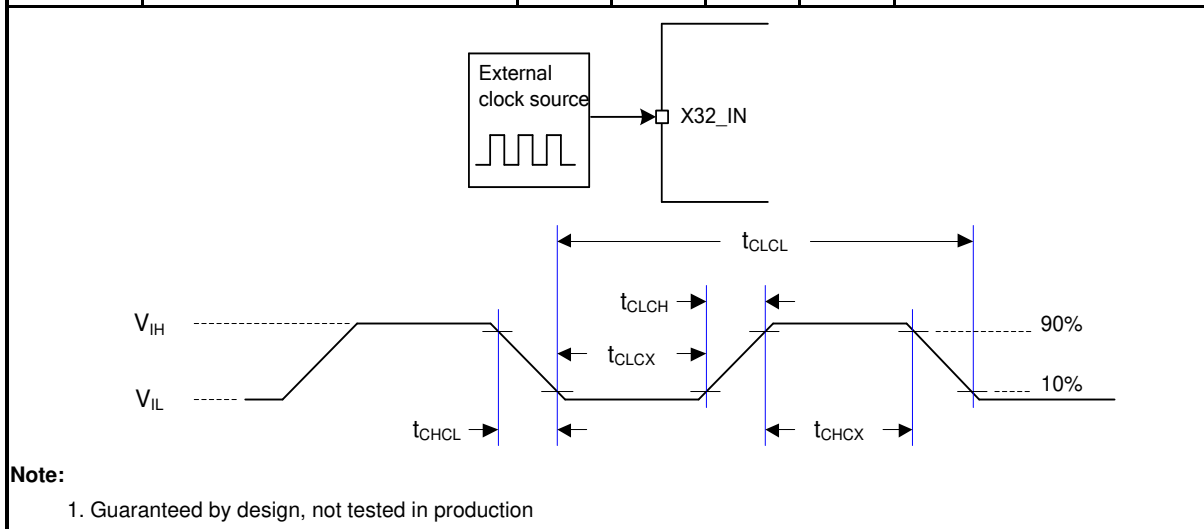 External
clock source
X32_IN
tCLCL
tCLCH
VIH
90%
tCLCX
VIL
10%
tCHCL
tCHCX
Note:
1. Guaranteed by design, not tested in production